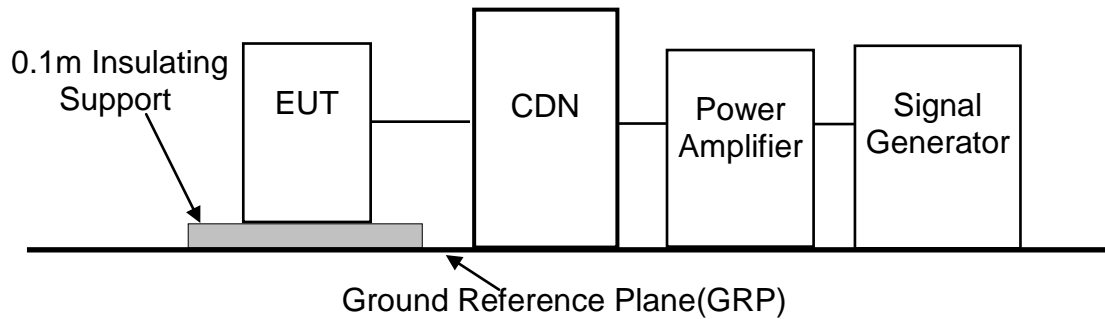 0.1m Insulating
Support
EUT
CDN
Power
Amplifier
Signal
Generator
Ground Reference Plane(GRP)